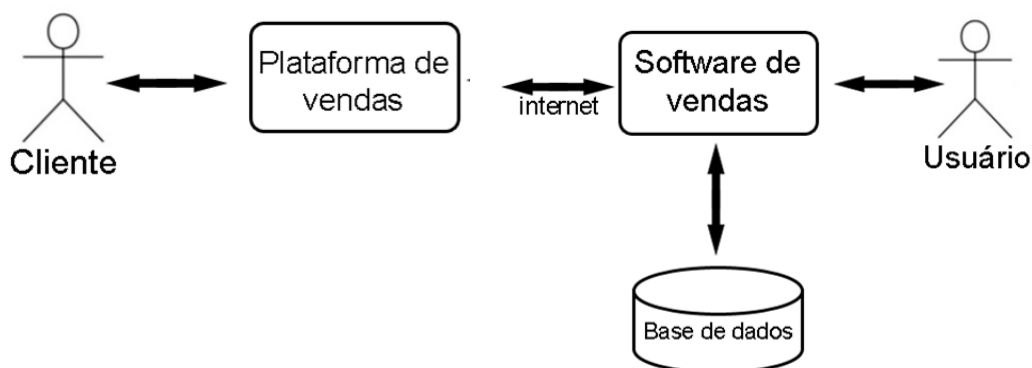 Plataforma de
vendas
internet
Software de
vendas
Cliente
Usuário
Base de dados